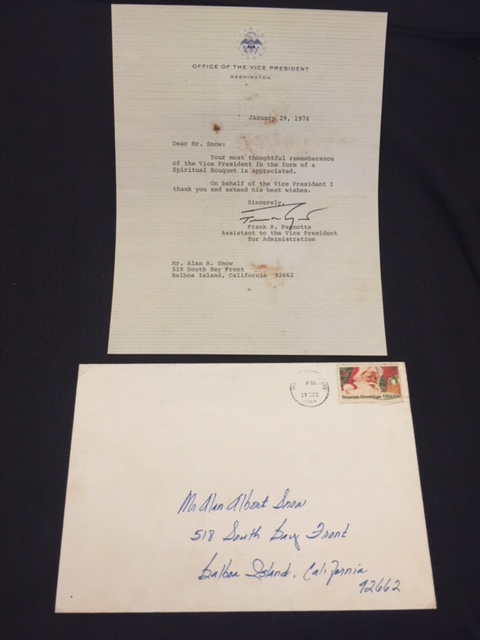 OFFICE OF THE VICE PRESIDENT
WASHINGTON
January 29, 1976
Dear Mr. Snow:
Your most thoughtful rememberance
of the Vice President in the form of a
Spiritual Bouquet is appreciated.
On behalf of the Vice President I
thank you and extend his best wishes.
Sincerely,
Frank B. Pagnotta
Assistant to the Vice President
for Administration
Mr. Alan A. Snow
518 South Bay Front
Balboa Island, California 92662
PM
Season's Greetings USA
Mr. Alan Albert Snow
518 South Bay Front
Balboa Island, California
92662